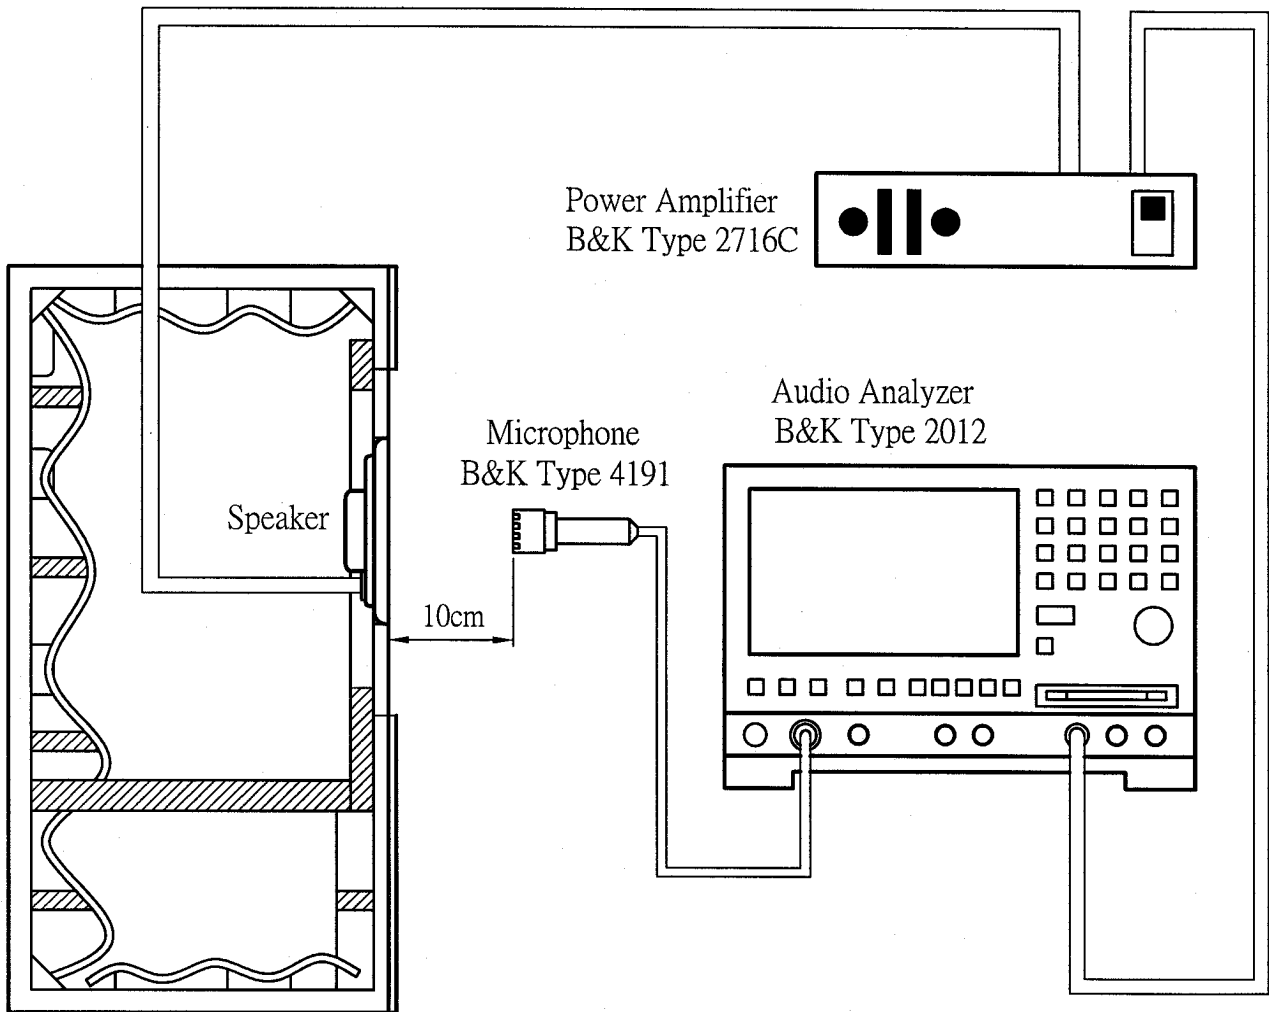 Power Amplifier
B&K Type 2716C
Audio Analyzer
B&K Type 2012
Microphone
B&K Type 4191
Speaker
10cm